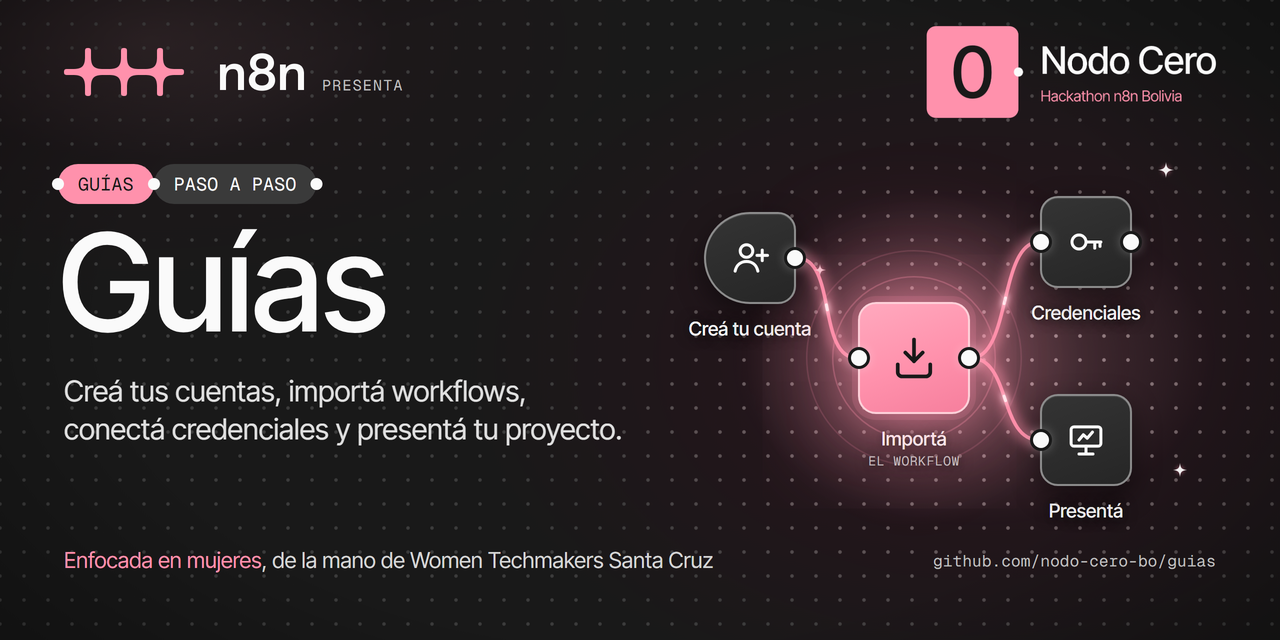 n8n PRESENTA
0
Nodo Cero
Hackathon n8n Bolivia
GUÍAS PASO A PASO
Guías
Creá tus cuentas, importá workflows,
conectá credenciales y presentá tu proyecto.
Creá tu cuenta
Importá
EL WORKFLOW
Credenciales
Presentá
Enfocada en mujeres, de la mano de Women Techmakers Santa Cruz
github.com/nodo-cero-bo/guias